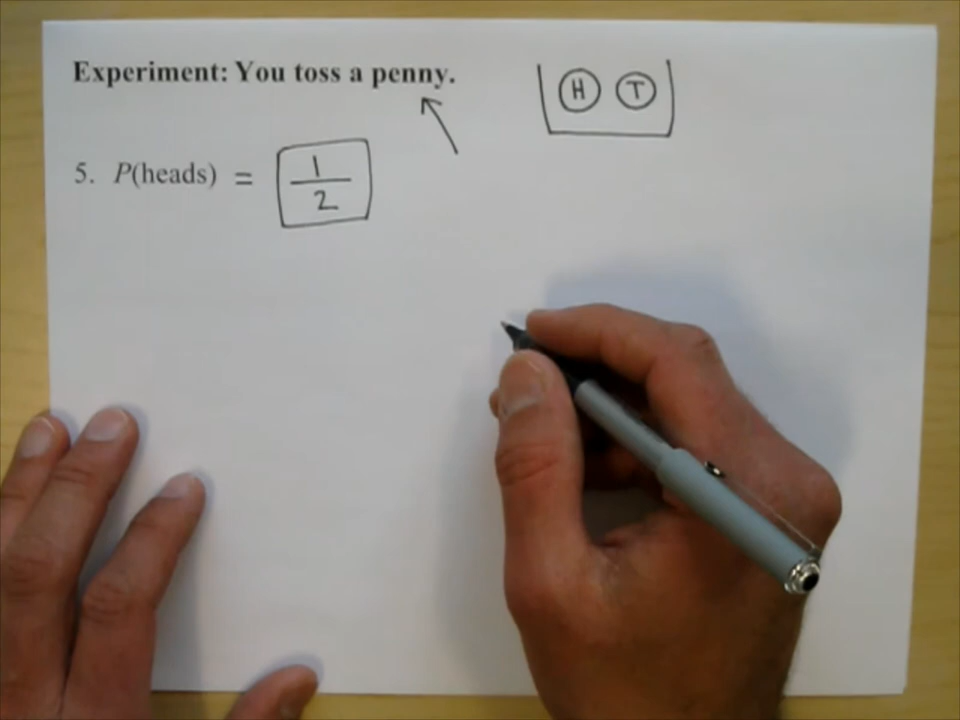 Experiment: You toss a penny.
H T
5. P(heads) = 1/2